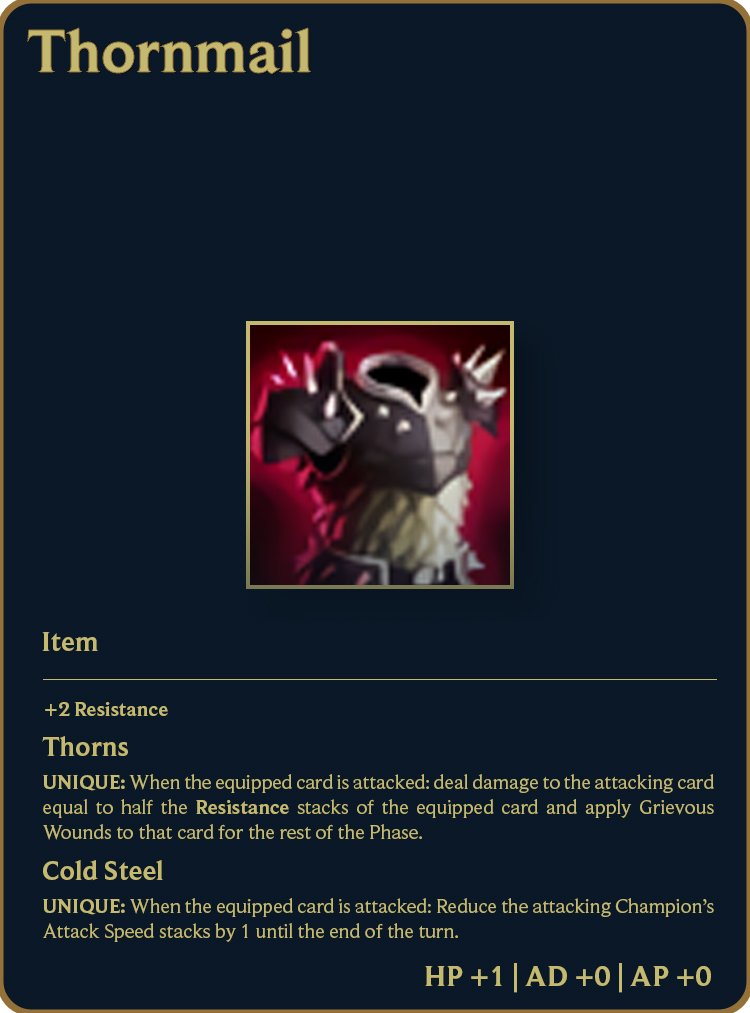 Thornmail
Item
+2 Resistance
Thorns
UNIQUE: When the equipped card is attacked: deal damage to the attacking card
equal to half the Resistance stacks of the equipped card and apply Grievous
Wounds to that card for the rest of the Phase.
Cold Steel
UNIQUE: When the equipped card is attacked: Reduce the attacking Champion’s
Attack Speed stacks by 1 until the end of the turn.
HP +1 | AD +0 | AP +0